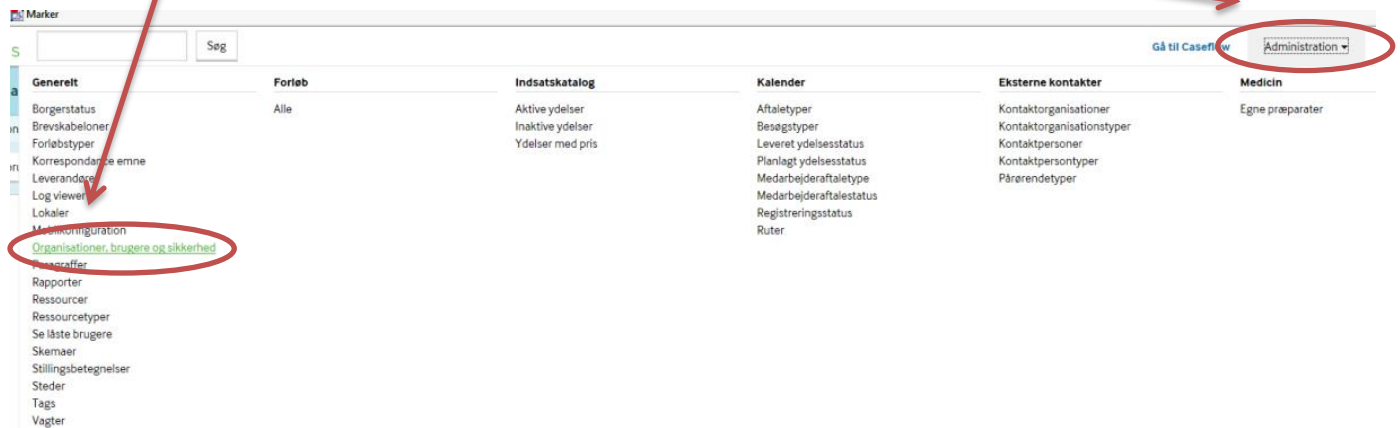 Marker
Søg
Gå til Caseflow
Administration
Generelt
Borgerstatus
Brevskabeloner
Forløbstyper
Korrespondance emne
Leverandører
Log viewer
Lokaler
Mobilkonfiguration
Organisationer, brugere og sikkerhed
Paragraffer
Rapporter
Ressourcer
Ressourcetyper
Se låste brugere
Skemaer
Stillingsbetegnelser
Steder
Tags
Vagter
Forløb
Alle
Indsatskatalog
Aktive ydelser
Inaktive ydelser
Ydelser med pris
Kalender
Aftaletyper
Besøgstyper
Leveret ydelsesstatus
Planlagt ydelsesstatus
Medarbejderaftaletype
Medarbejderaftalestatus
Registreringsstatus
Ruter
Eksterne kontakter
Kontaktorganisationer
Kontaktorganisationstyper
Kontaktpersoner
Kontaktpersontyper
Pårørendetyper
Medicin
Egne præparater